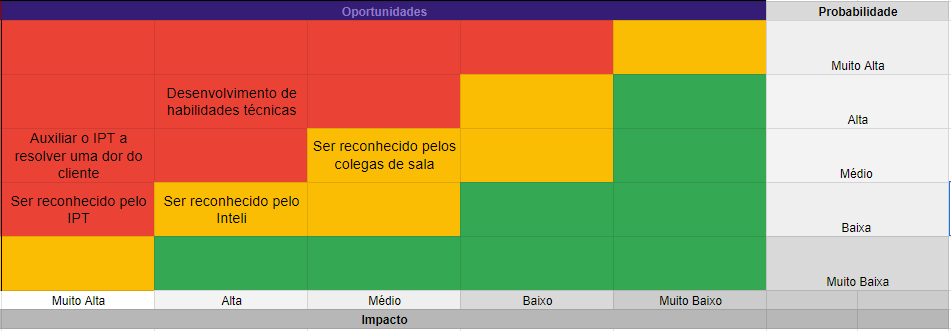 Oportunidades
Probabilidade
Muito Alta
Desenvolvimento de
habilidades técnicas
Alta
Auxiliar o IPT a
resolver uma dor do
cliente
Ser reconhecido pelos
colegas de sala
Médio
Ser reconhecido pelo
IPT
Ser reconhecido pelo
Inteli
Baixa
Muito Baixa
Muito Alta
Alta
Médio
Baixo
Muito Baixo
Impacto